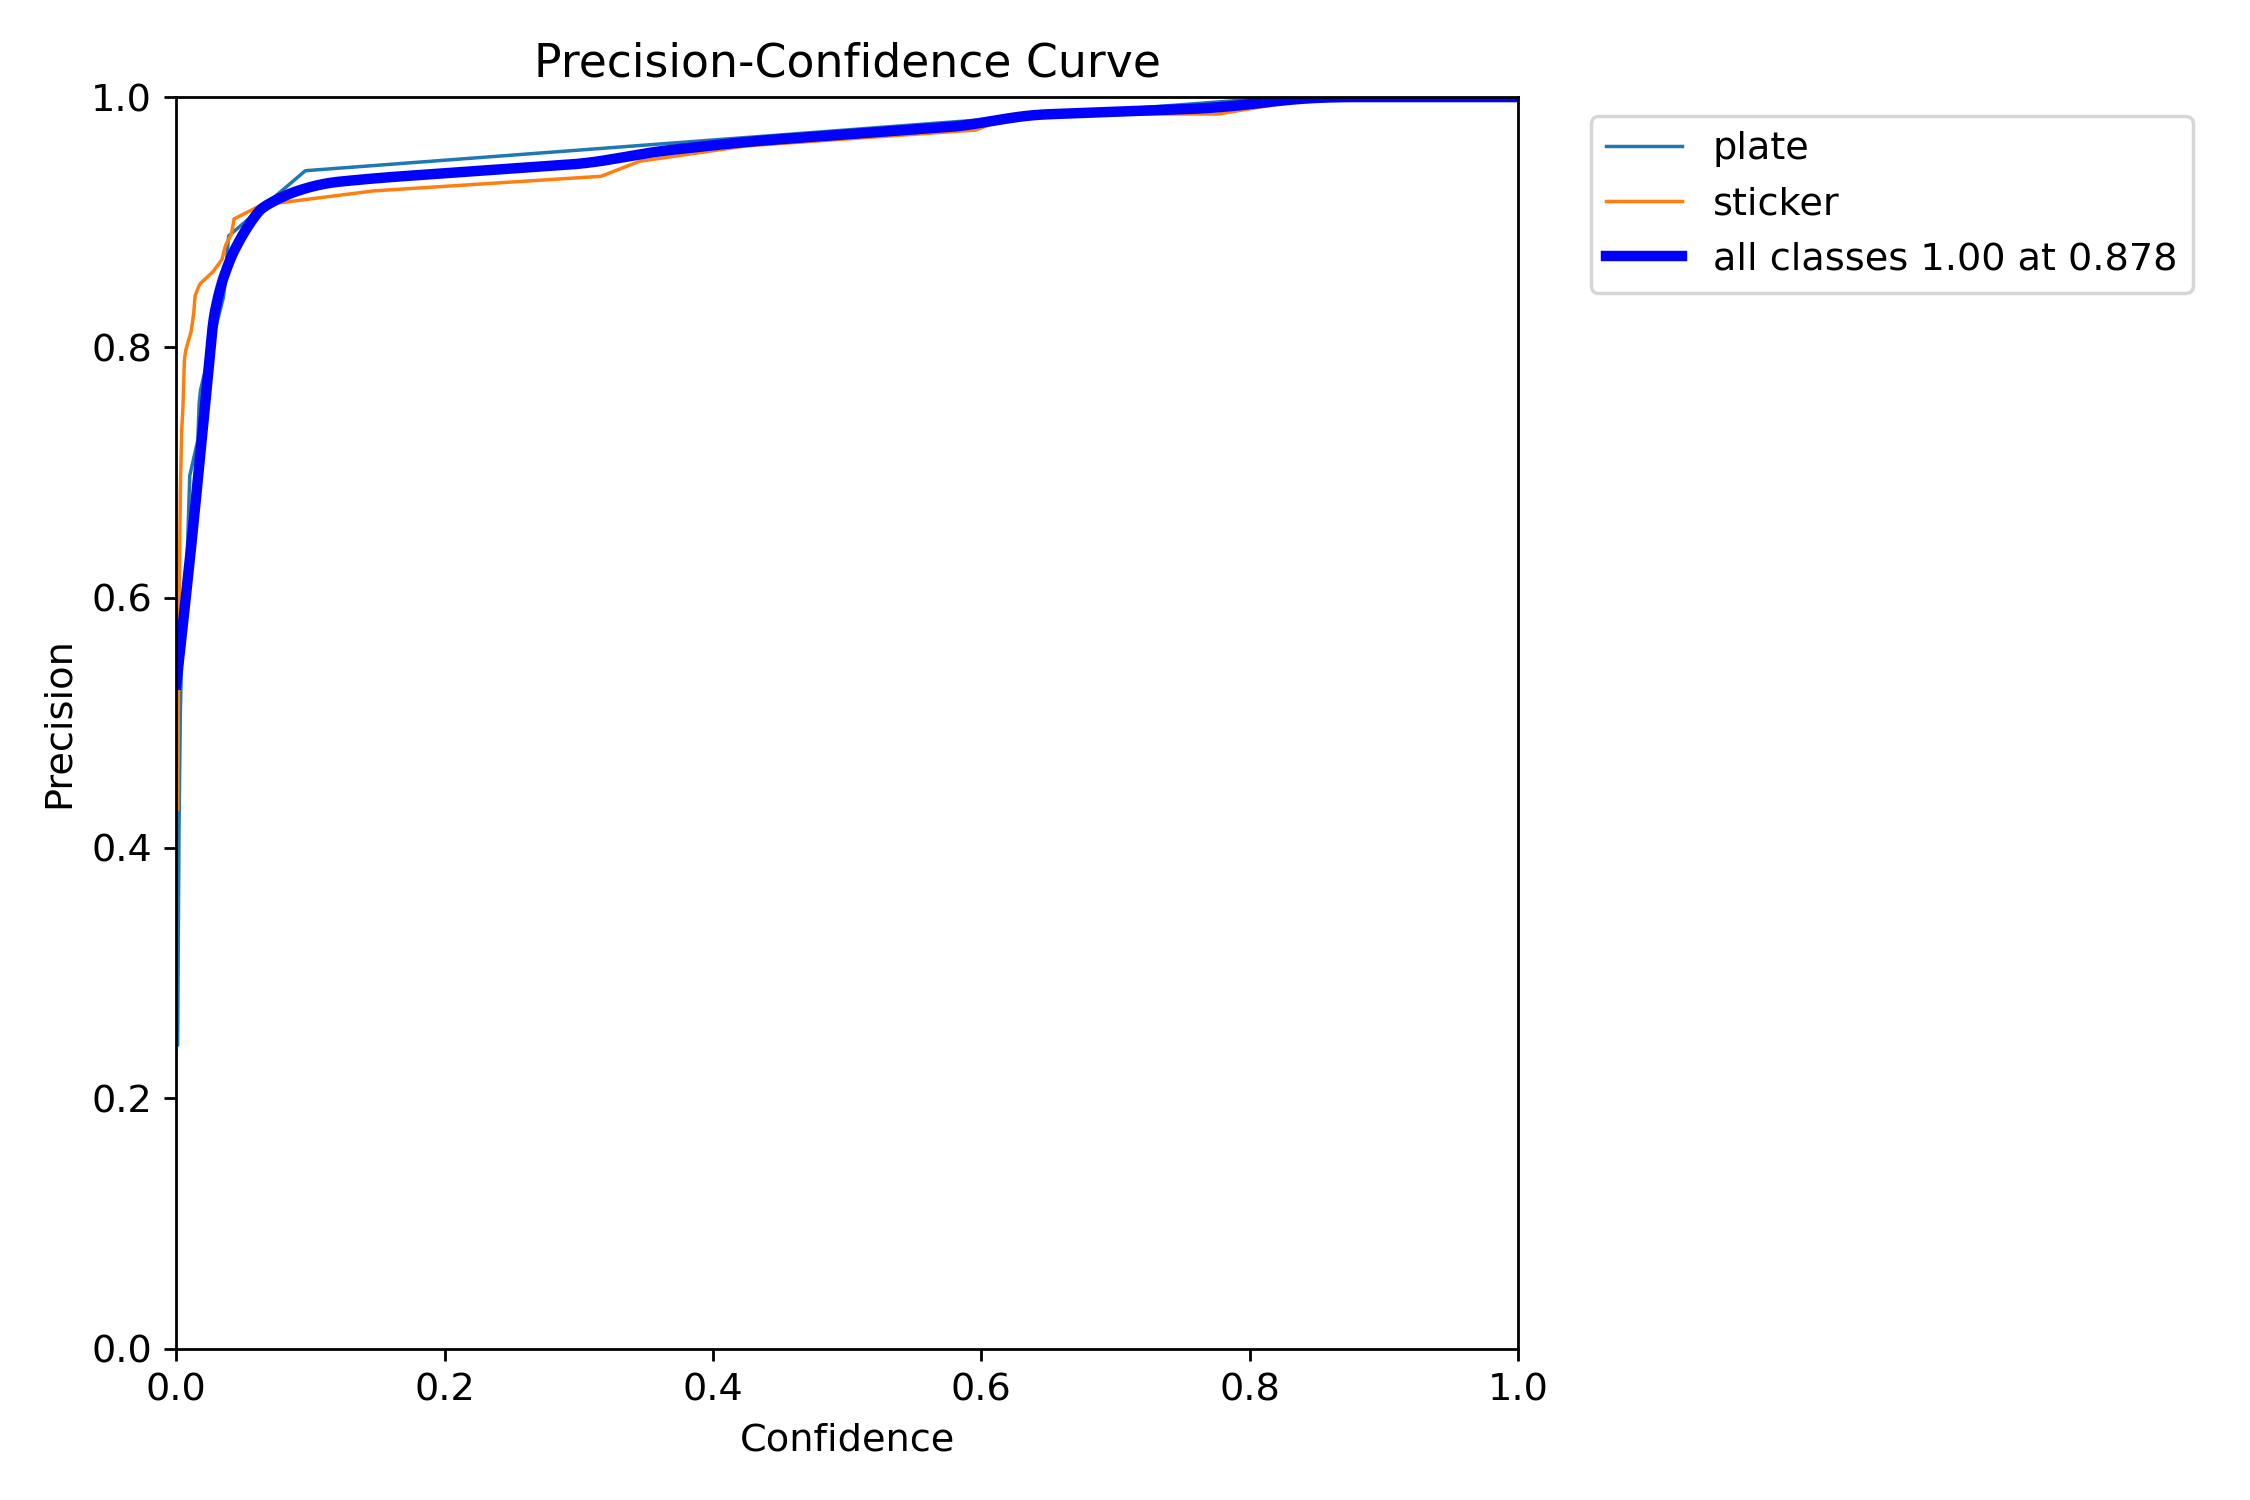 Precision-Confidence Curve
1.0
0.8
0.6
0.4
0.2
0.0
Precision
0.0 0.2 0.4 0.6 0.8 1.0
Confidence
plate
sticker
all classes 1.00 at 0.878